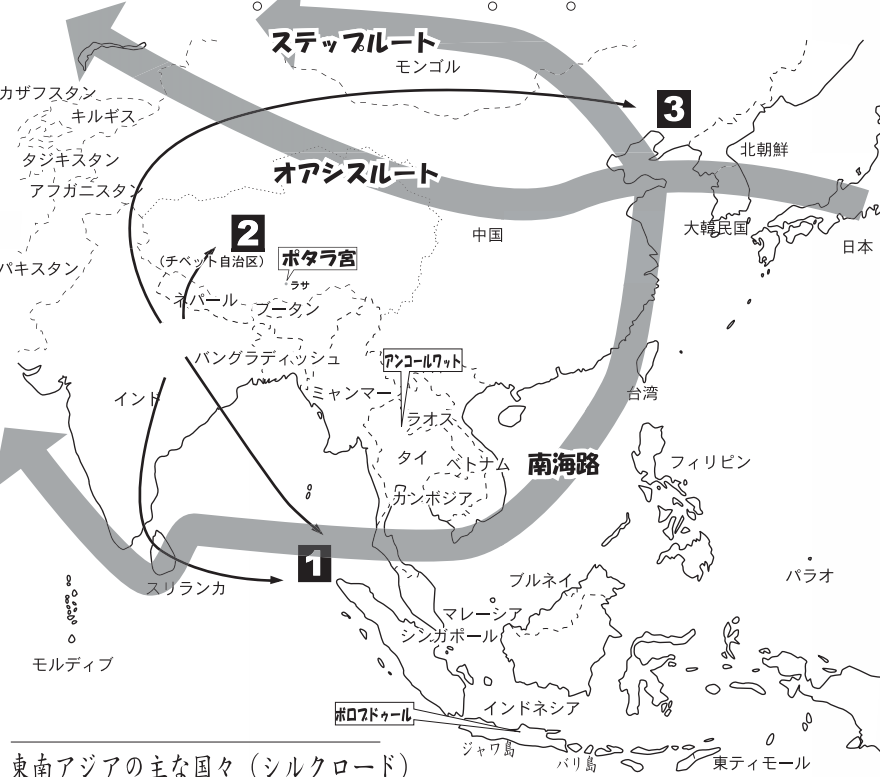 ステップルート
モンゴル
カザフスタン
キルギス
3
北朝鮮
タジキスタン
オアシスルート
アフガニスタン
大韓民国
中国
日本
2
(チベット自治区)
ポタラ宮
パキスタン
ラサ
ネパール
ブータン
バングラディッシュ
アンコールワット
インド
ミャンマー
台湾
ラオス
タイ
ベトナム
南海路
フィリピン
カンボジア
1
スリランカ
ブルネイ
パラオ
マレーシア
シンガポール
モルディブ
ボロブドゥール
インドネシア
ジャワ島
バリ島
東ティモール
東南アジアの主な国々(シルクロード)